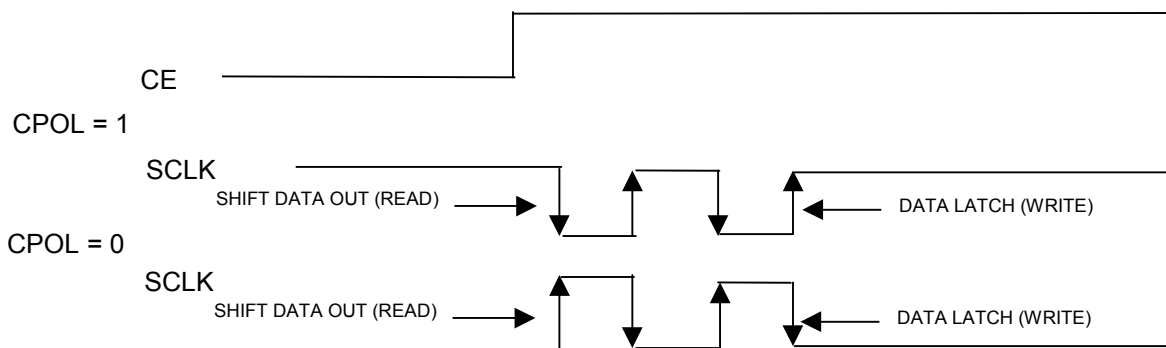 CE
CPOL = 1
SCLK
SHIFT DATA OUT (READ)
DATA LATCH (WRITE)
CPOL = 0
SCLK
SHIFT DATA OUT (READ)
DATA LATCH (WRITE)